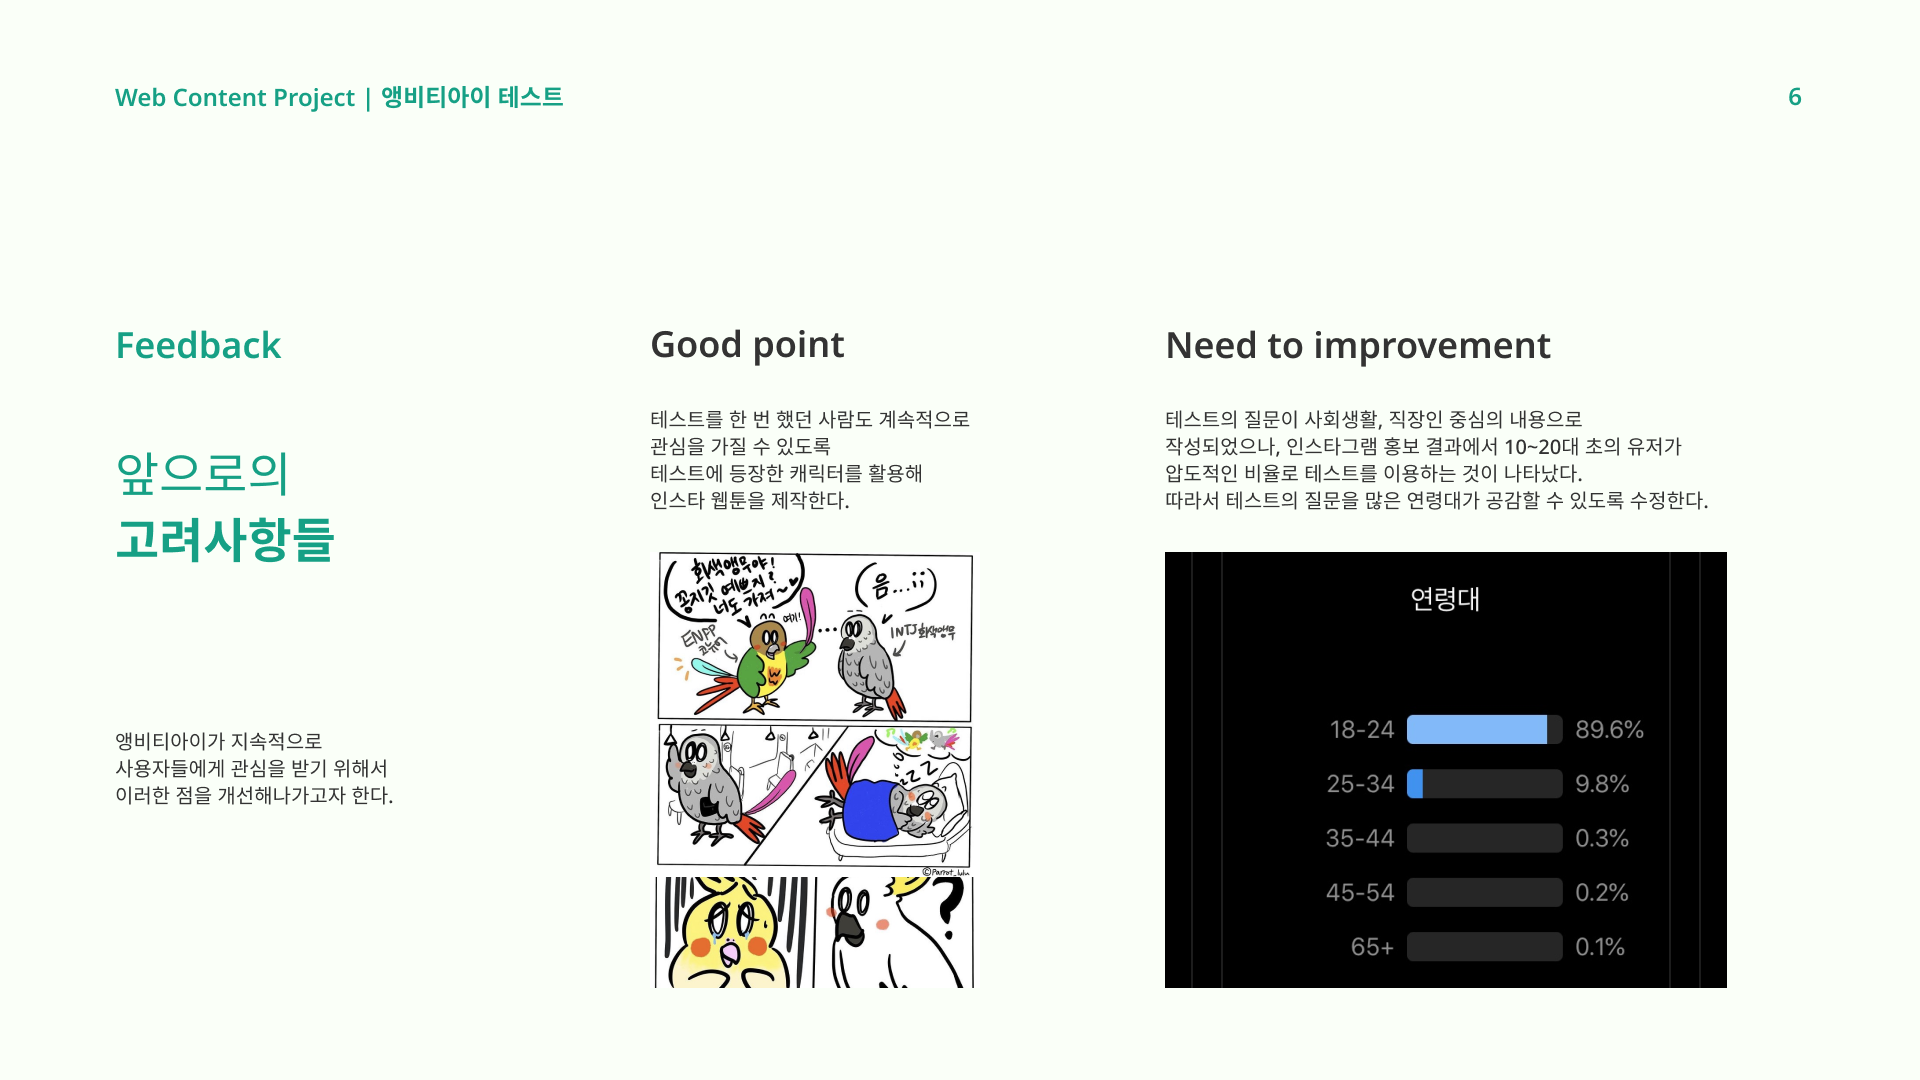 Web Content Project | 앵비티아이 테스트
6
Feedback
앞으로의
고려사항들
앵비티아이가 지속적으로
사용자들에게 관심을 받기 위해서
이러한 점을 개선해나가고자 한다.
Good point
테스트를 한 번 했던 사람도 계속적으로
관심을 가질 수 있도록
테스트에 등장한 캐릭터를 활용해
인스타 웹툰을 제작한다.
회색앵무야!
꽁지깃 예쁘지?
너도 가져~
여기!
음...;;
ENFP
코뉴어
...
INTJ 회색앵무
zZZ
©Parrot_lulu
?
Need to improvement
테스트의 질문이 사회생활, 직장인 중심의 내용으로
작성되었으나, 인스타그램 홍보 결과에서 10~20대 초의 유저가
압도적인 비율로 테스트를 이용하는 것이 나타났다.
따라서 테스트의 질문을 많은 연령대가 공감할 수 있도록 수정한다.
연령대
18-24 89.6%
25-34 9.8%
35-44 0.3%
45-54 0.2%
65+ 0.1%